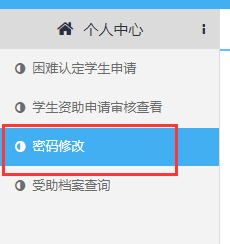 个人中心
困难认定学生申请
学生资助申请审核查看
密码修改
受助档案查询